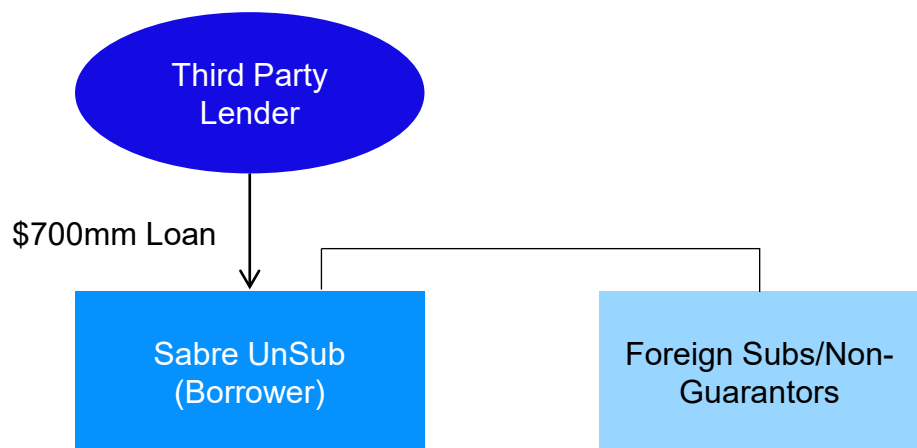 Third Party
Lender
$700mm Loan
Sabre UnSub
(Borrower)
Foreign Subs/Non-
Guarantors